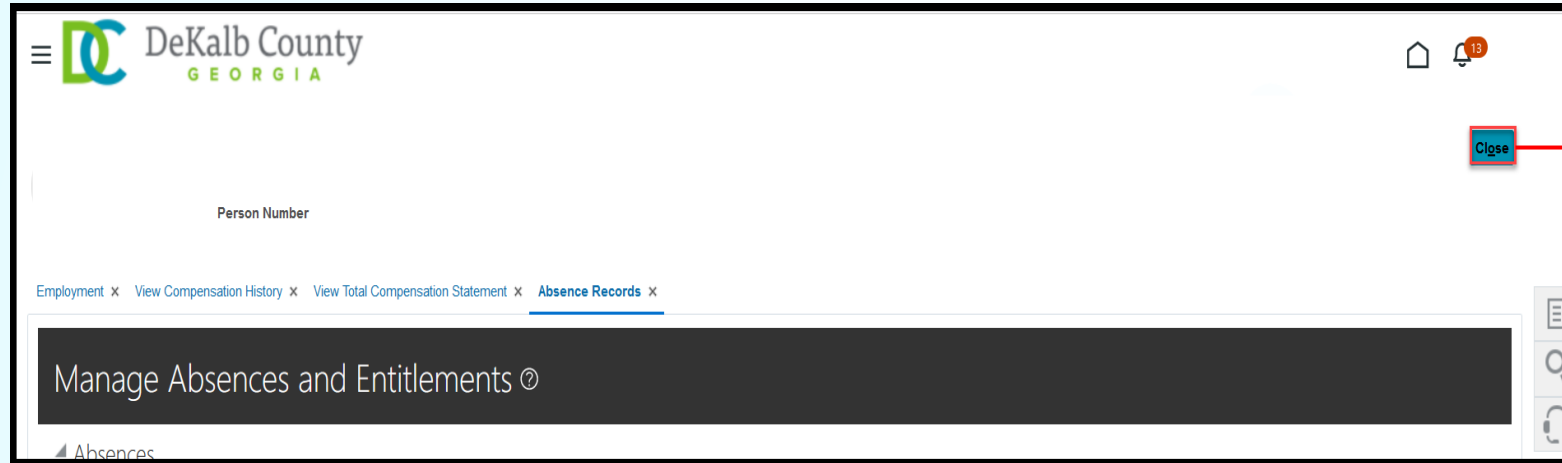 DC DeKalb County
GEORGIA
13
Close
Person Number
Employment x View Compensation History x View Total Compensation Statement x Absence Records x
Manage Absences and Entitlements ?
Absences